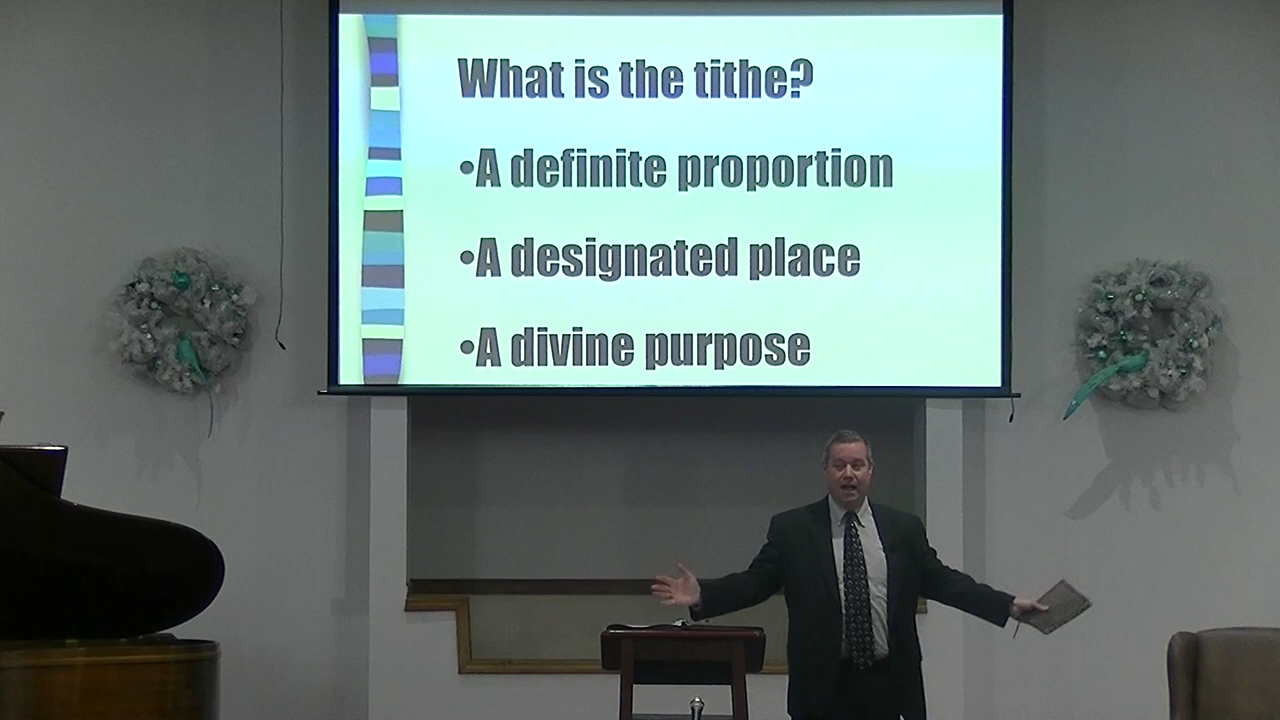 What is the tithe?
•A definite proportion
•A designated place
•A divine purpose